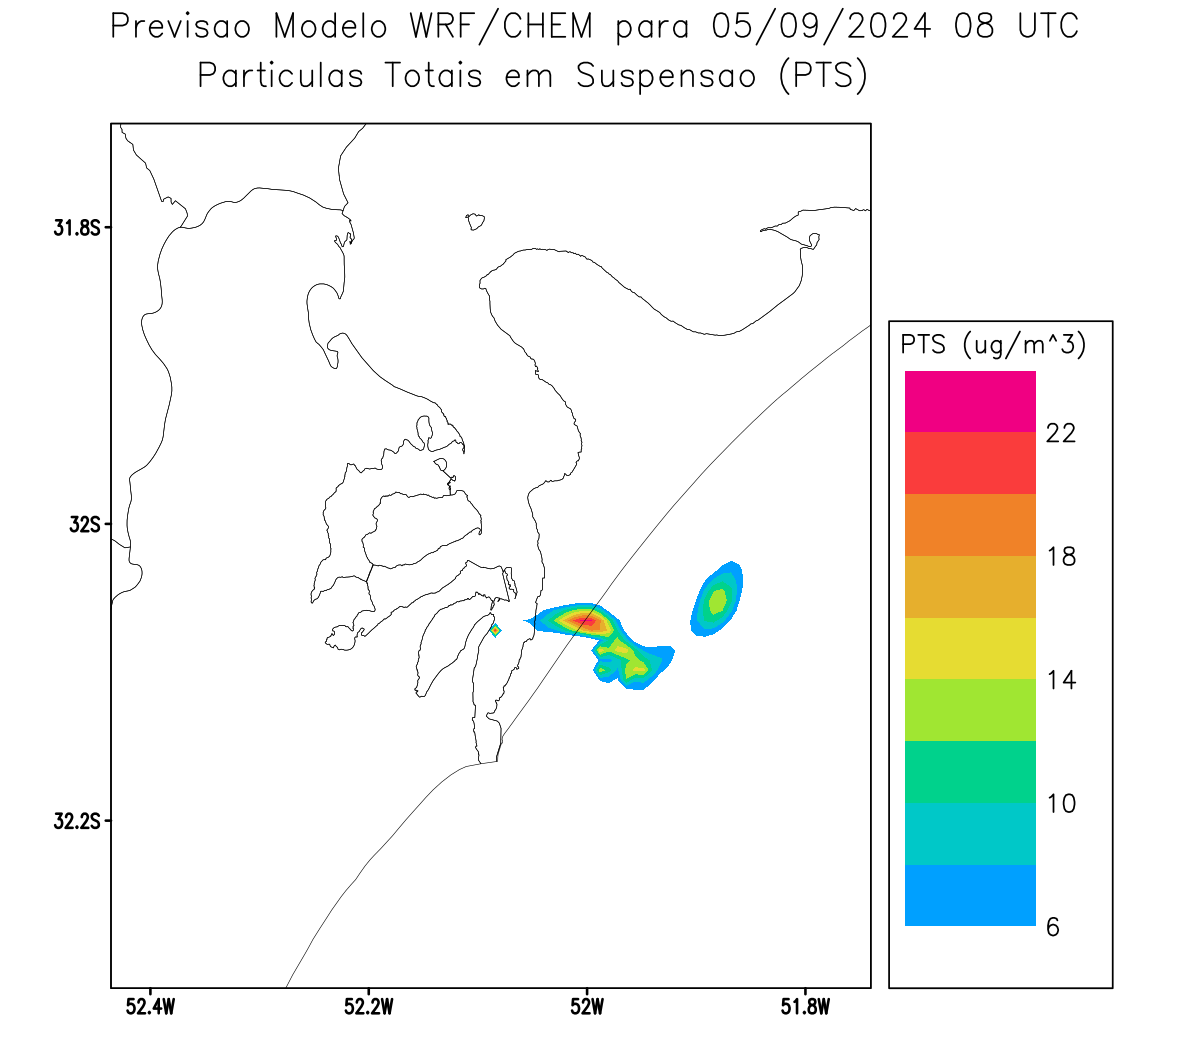 Previsao Modelo WRF/CHEM para 05/09/2024 08 UTC
Particulas Totais em Suspensao (PTS)
31.8S
32S
32.2S
52.4W
52.2W
52W
51.8W
PTS (ug/m^3)
22
18
14
10
6